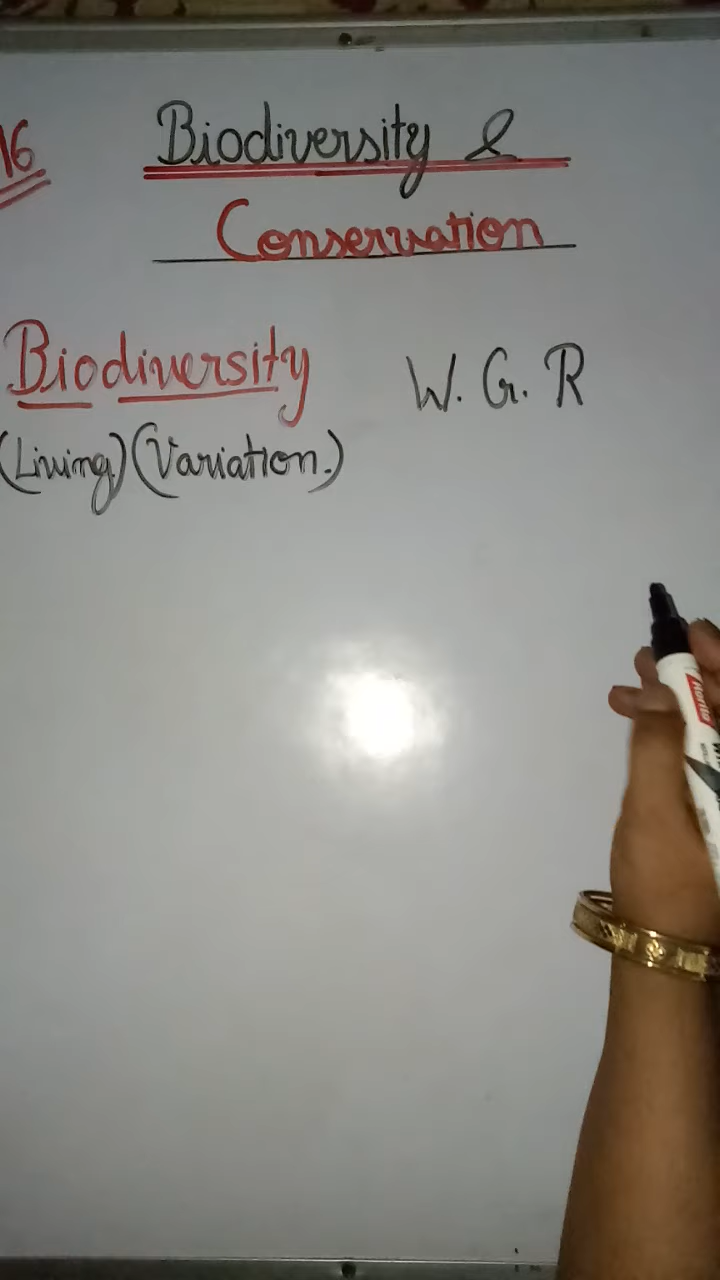 16
Biodiversity &
Conservation
Biodiversity W. G. R
(Living) (Variation.)